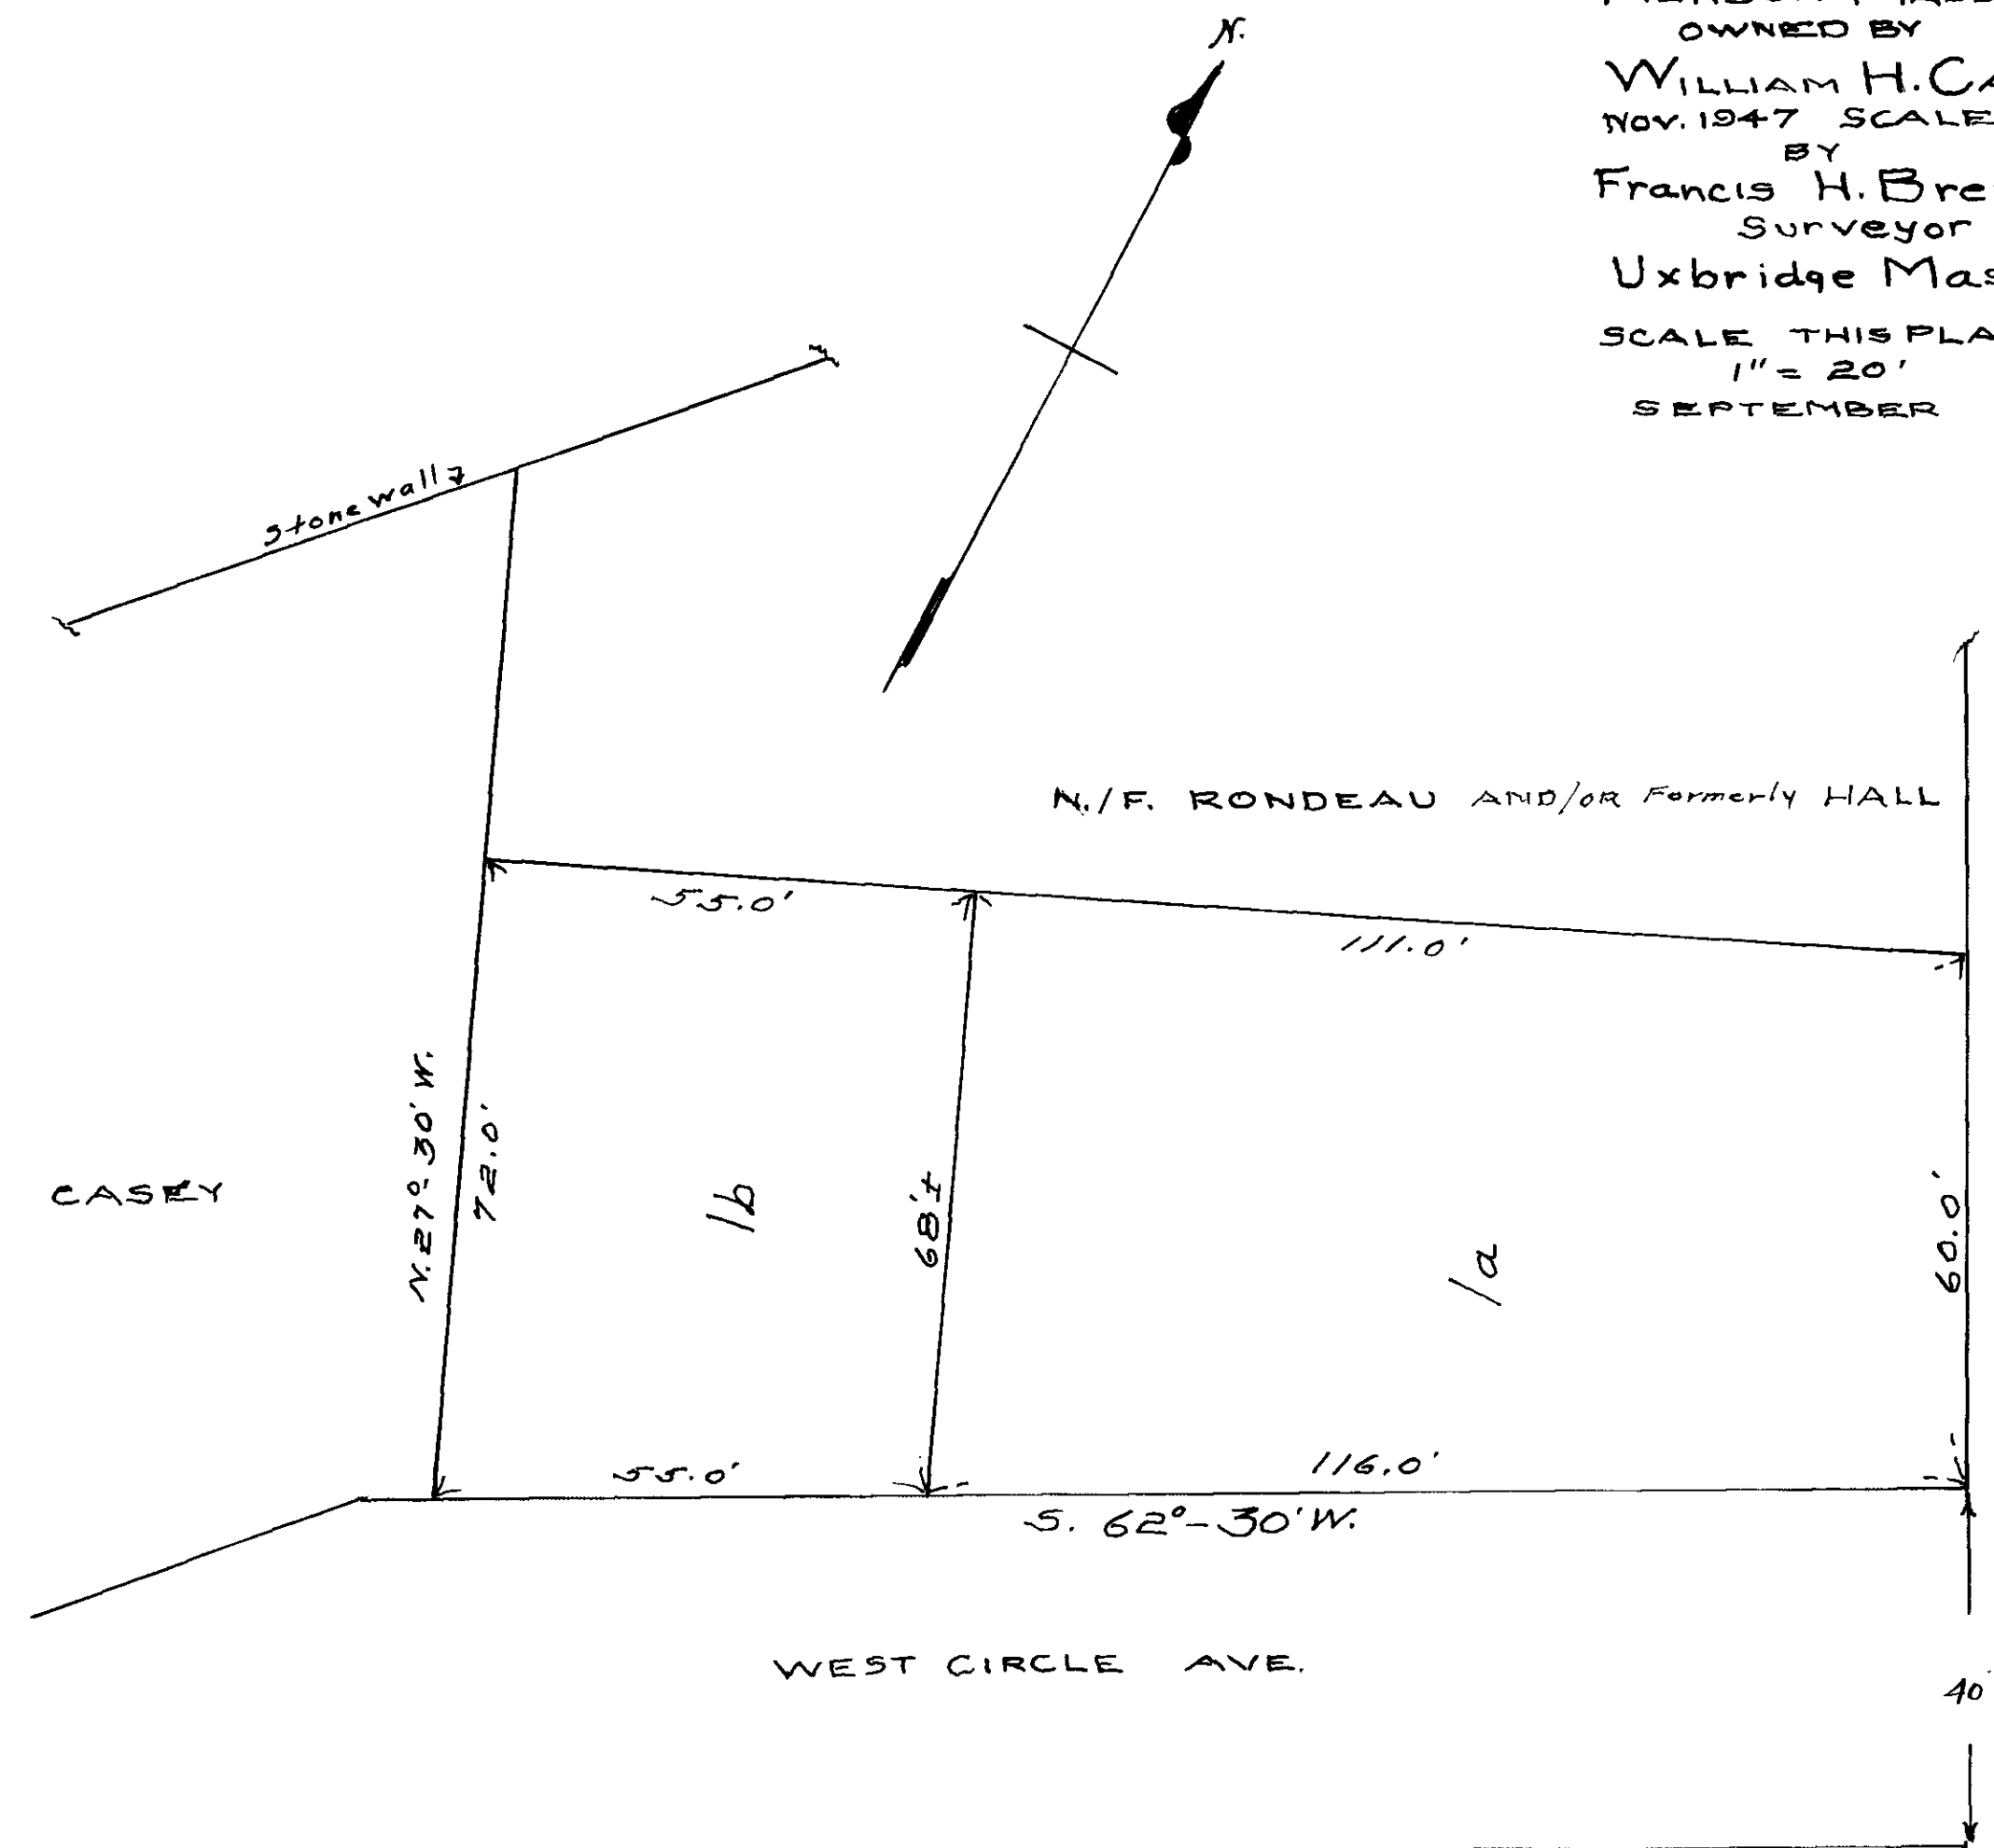 OWNED BY
WILLIAM H. CA
NOV. 1947 SCALE
BY
Francis H. Bre
Surveyor
Uxbridge Mas
SCALE THIS PLA
1" = 20'
SEPTEMBER
N.
stone wall
N./F. RONDEAU AND/OR Formerly HALL
55.0'
111.0'
CASEY
N. 27°-30' W.
72.0'
1b
68'±
1a
60.0'
55.0'
116.0'
S. 62°-30' W.
WEST CIRCLE AVE.
40